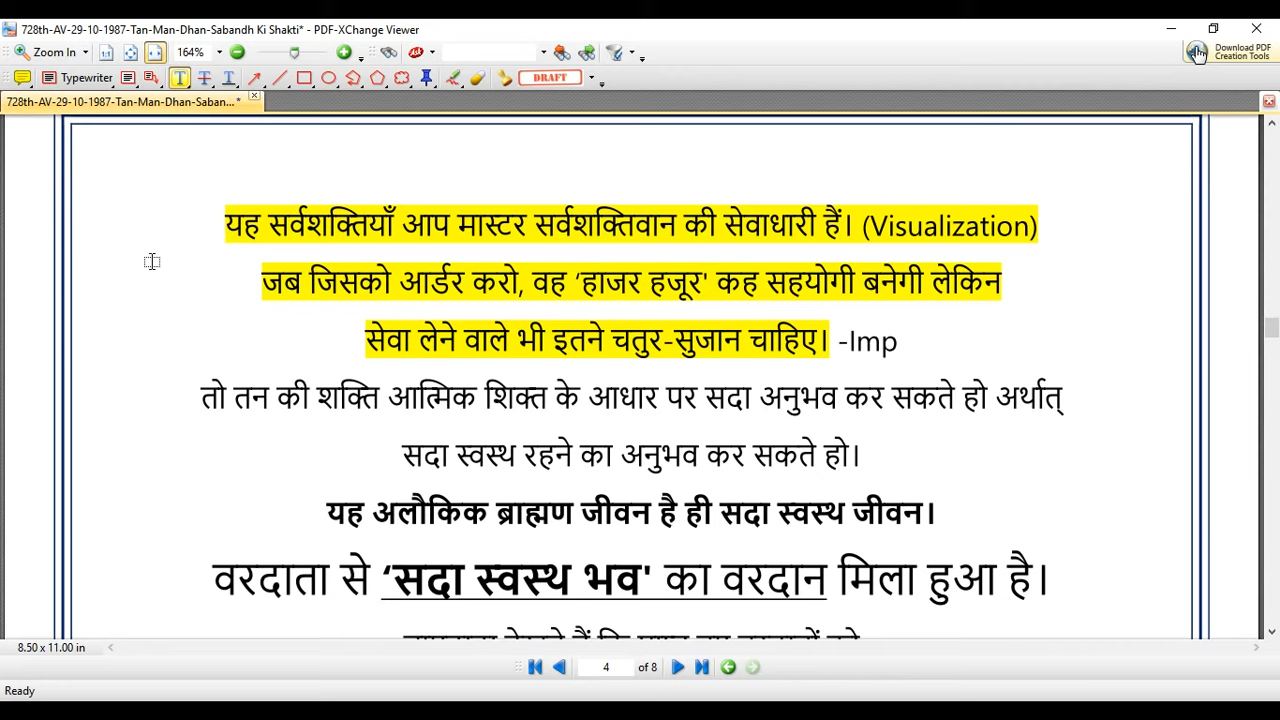 728th-AV-29-10-1987-Tan-Man-Dhan-Sabandh Ki Shakti* - PDF-XChange Viewer
Zoom In 164% Download PDF Creation Tools
Typewriter DRAFT
728th-AV-29-10-1987-Tan-Man-Dhan-Saban... *
यह सर्वशक्तियाँ आप मास्टर सर्वशक्तिवान की सेवाधारी हैं। (Visualization)
जब जिसको आर्डर करो, वह ‘हाजर हजूर' कह सहयोगी बनेगी लेकिन
सेवा लेने वाले भी इतने चतुर-सुजान चाहिए। -Imp
तो तन की शक्ति आत्मिक शिक्त के आधार पर सदा अनुभव कर सकते हो अर्थात्
सदा स्वस्थ रहने का अनुभव कर सकते हो।
यह अलौकिक ब्राह्मण जीवन है ही सदा स्वस्थ जीवन।
वरदाता से ‘सदा स्वस्थ भव' का वरदान मिला हुआ है।
8.50 x 11.00 in
4 of 8
Ready